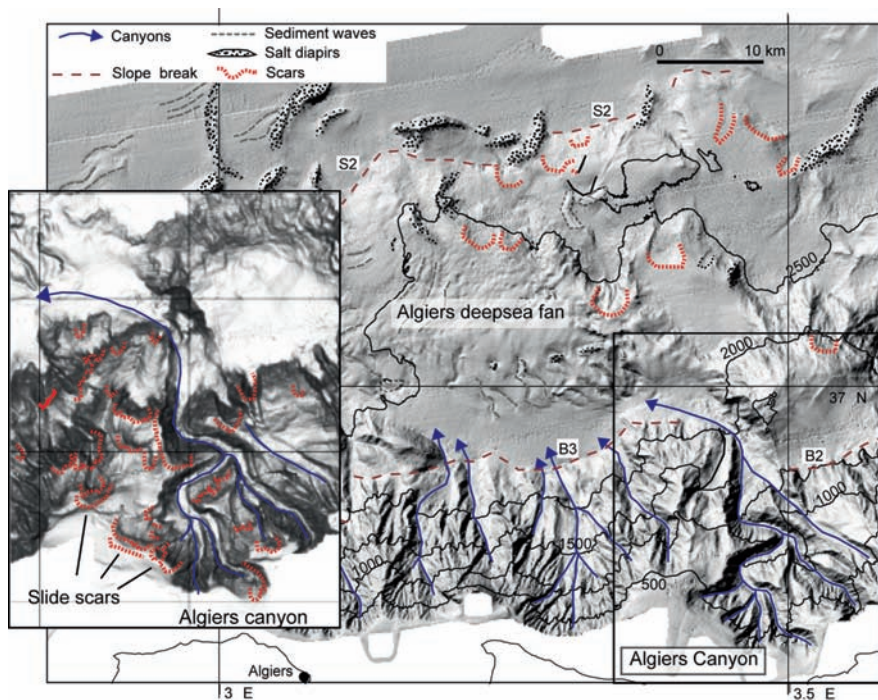 Canyons
Sediment waves
Salt diapirs
Slope break
Scars
0 10 km
S2
S2
2500
Algiers deepsea fan
2000
37 N
B3
B2
1000
1000
1500
500
Slide scars
Algiers canyon
Algiers Canyon
Algiers
3 E
3.5 E